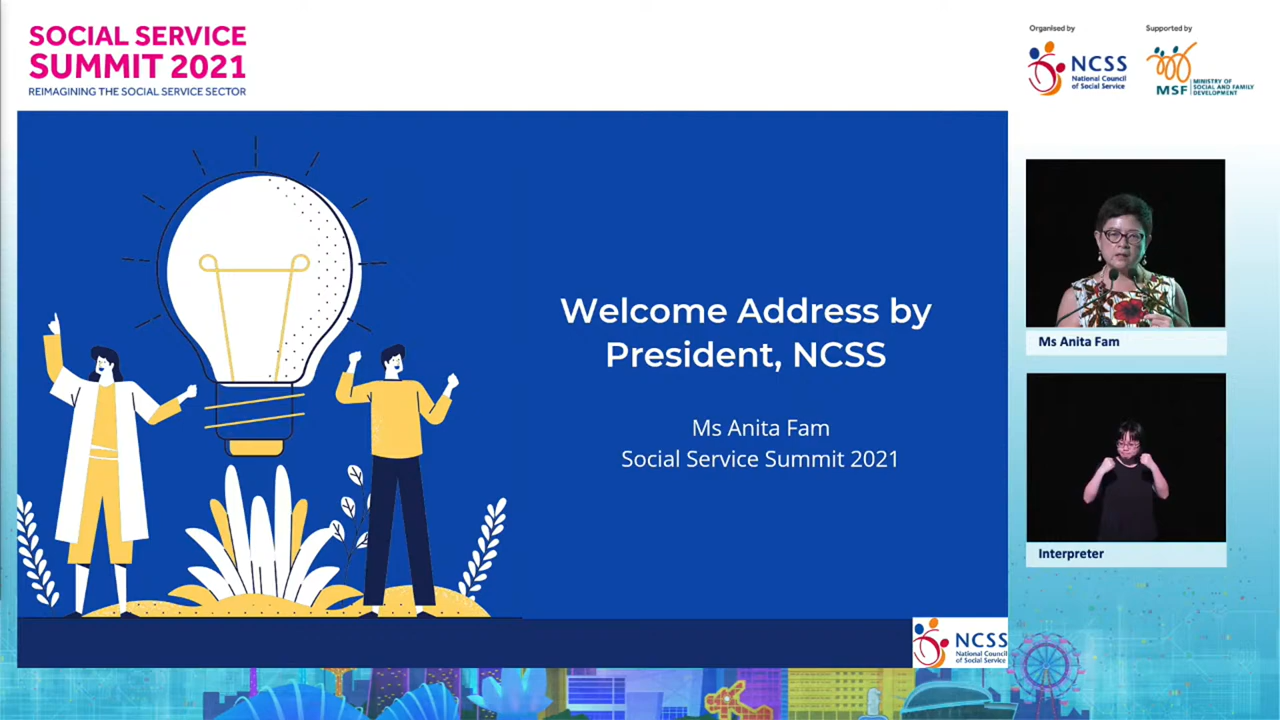 SOCIAL SERVICE
SUMMIT 2021
REIMAGINING THE SOCIAL SERVICE SECTOR
Organised by
NCSS
National Council
of Social Service
Supported by
MSF
MINISTRY OF
SOCIAL AND FAMILY
DEVELOPMENT
Welcome Address by
President, NCSS
Ms Anita Fam
Social Service Summit 2021
Ms Anita Fam
Interpreter
NCSS
National Council
of Social Service